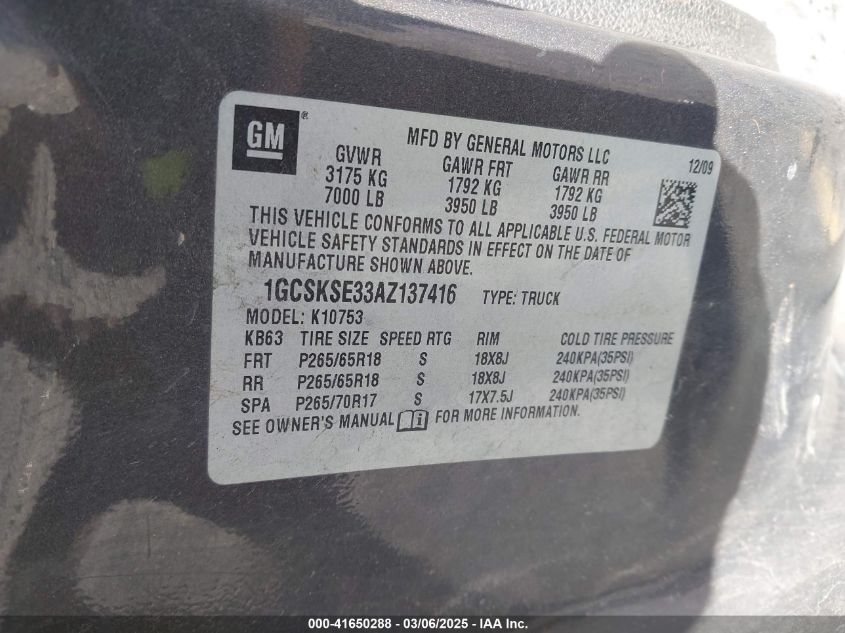 GM®
MFD BY GENERAL MOTORS LLC
12/09
GVWR GAWR FRT GAWR RR
3175 KG 1792 KG 1792 KG
7000 LB 3950 LB 3950 LB
THIS VEHICLE CONFORMS TO ALL APPLICABLE U.S. FEDERAL MOTOR
VEHICLE SAFETY STANDARDS IN EFFECT ON THE DATE OF
MANUFACTURE SHOWN ABOVE.
1GCSKSE33AZ137416 TYPE: TRUCK
MODEL: K10753
KB63 TIRE SIZE SPEED RTG RIM COLD TIRE PRESSURE
FRT P265/65R18 S 18X8J 240KPA(35PSI)
RR P265/65R18 S 18X8J 240KPA(35PSI)
SPA P265/70R17 S 17X7.5J 240KPA(35PSI)
SEE OWNER'S MANUAL i FOR MORE INFORMATION.
000-41650288 - 03/06/2025 - IAA Inc.